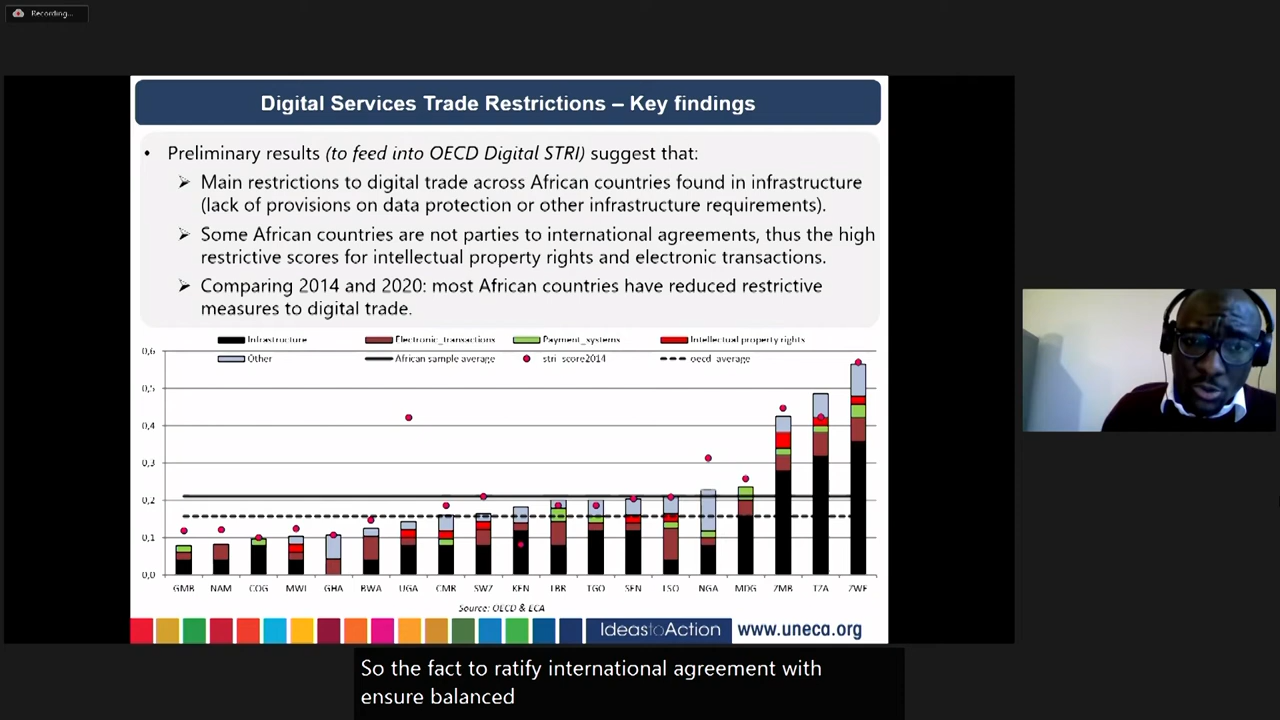 Recording...
Digital Services Trade Restrictions – Key findings
• Preliminary results (to feed into OECD Digital STRI) suggest that:
➢ Main restrictions to digital trade across African countries found in infrastructure
(lack of provisions on data protection or other infrastructure requirements).
➢ Some African countries are not parties to international agreements, thus the high
restrictive scores for intellectual property rights and electronic transactions.
➢ Comparing 2014 and 2020: most African countries have reduced restrictive
measures to digital trade.
Infrastructure Electronic_transactions Payment_systems Intellectual property rights
Other African sample average stri score2014 oecd average
0,6
0,5
0,4
0,3
0,2
0,1
0,0
GMB NAM COG MWI GHA BWA UGA CMR SWZ KEN LBR TGO SEN LSO NGA MDG ZMB TZA ZWE
Source: OECD & ECA
IdeastoAction www.uneca.org
So the fact to ratify international agreement with
ensure balanced